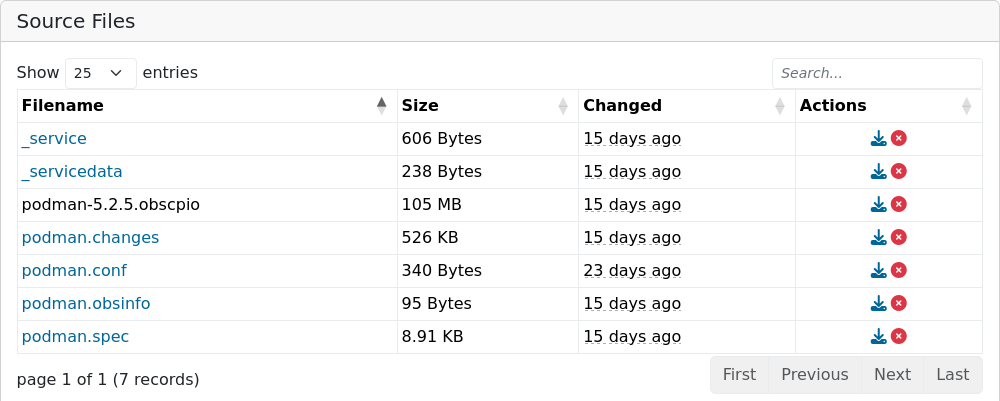 Source Files
Show 25 entries
Search...
Filename Size Changed Actions
_service 606 Bytes 15 days ago
_servicedata 238 Bytes 15 days ago
podman-5.2.5.obscpio 105 MB 15 days ago
podman.changes 526 KB 15 days ago
podman.conf 340 Bytes 23 days ago
podman.obsinfo 95 Bytes 15 days ago
podman.spec 8.91 KB 15 days ago
page 1 of 1 (7 records)
First Previous Next Last